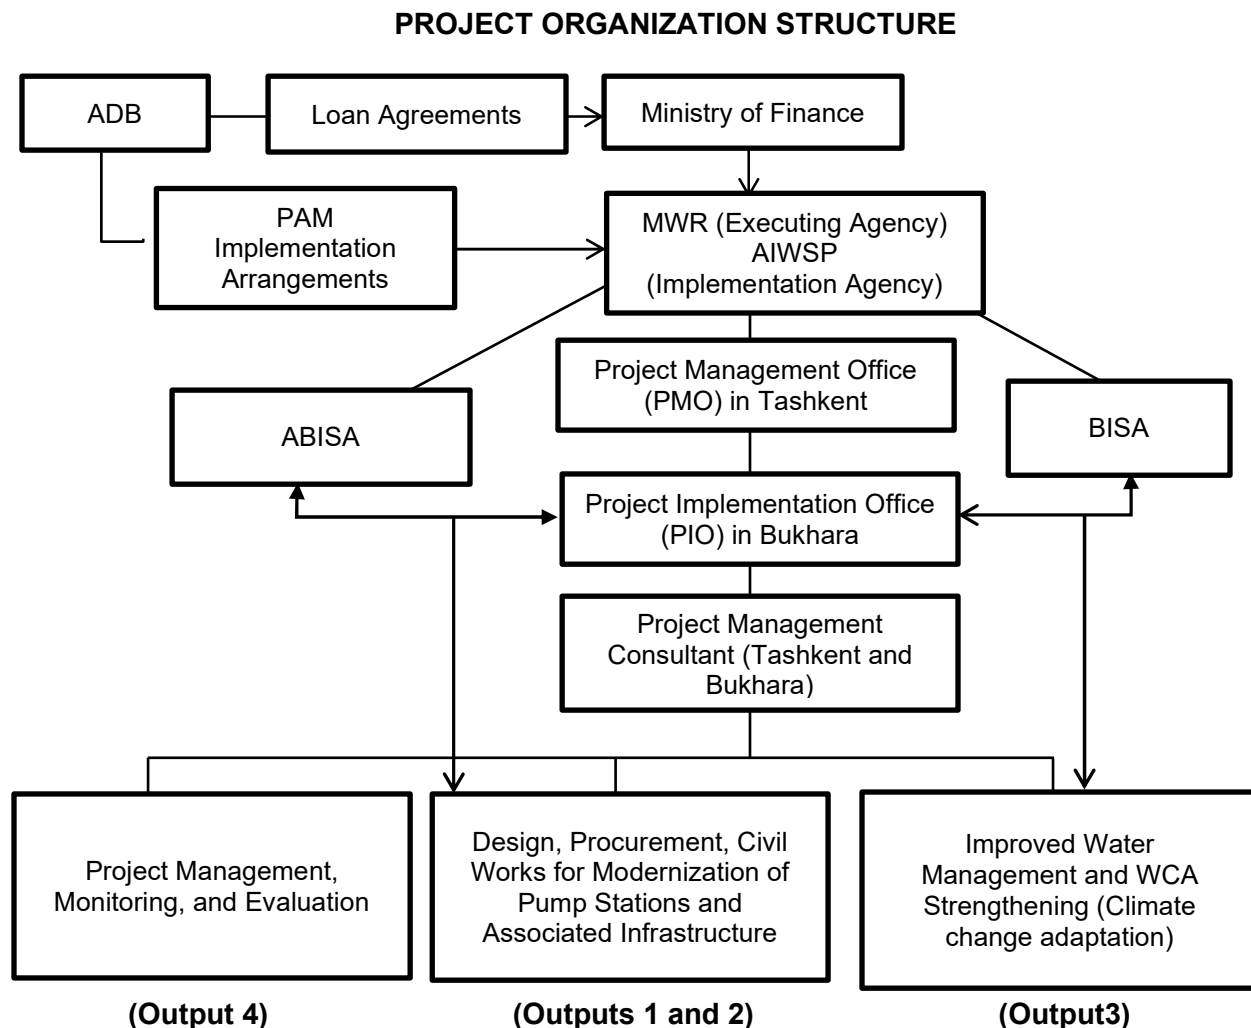 PROJECT ORGANIZATION STRUCTURE
ADB
Loan Agreements
Ministry of Finance
PAM
Implementation
Arrangements
MWR (Executing Agency)
AIWSP
(Implementation Agency)
Project Management Office
(PMO) in Tashkent
ABISA
BISA
Project Implementation Office
(PIO) in Bukhara
Project Management
Consultant (Tashkent and
Bukhara)
Project Management,
Monitoring, and Evaluation
Design, Procurement, Civil
Works for Modernization of
Pump Stations and
Associated Infrastructure
Improved Water
Management and WCA
Strengthening (Climate
change adaptation)
(Output 4)
(Outputs 1 and 2)
(Output3)